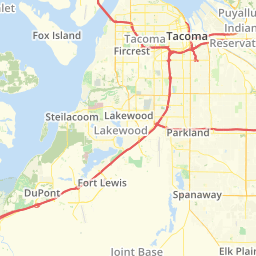 let
Puyallu
Indian
Reservati
Fox Island
Tacoma
Tacoma
Fircrest
Steilacoom
Lakewood
Lakewood
Parkland
Fort Lewis
DuPont
Spanaway
Joint Base
Elk Plain